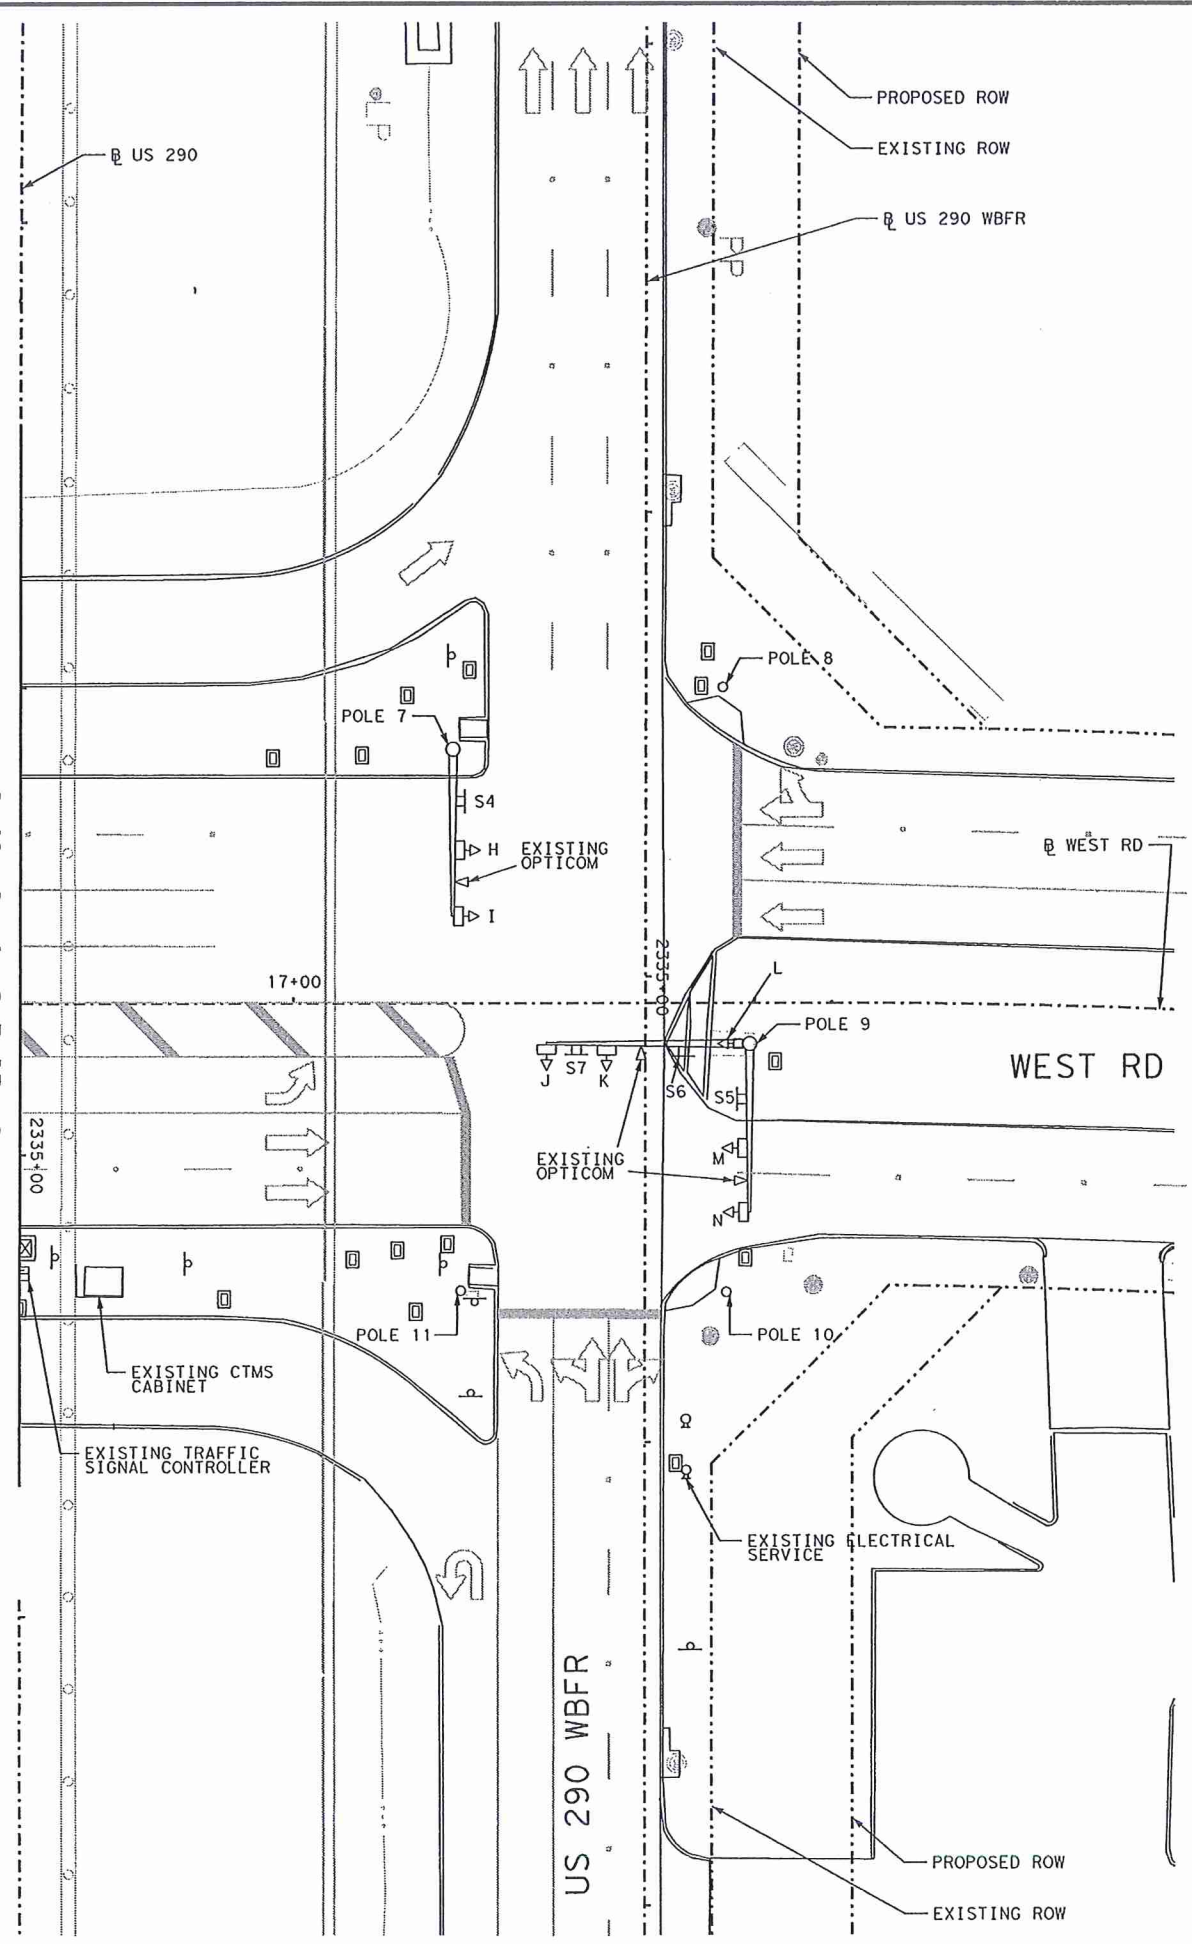 PROPOSED ROW
EXISTING ROW
LP
℄ US 290
℄ US 290 WBFR
PP
POLE 8
POLE 7
S4
H
EXISTING
OPTICOM
I
℄ WEST RD
2335+00
17+00
L
POLE 9
WEST RD
J
S7
K
S6
S5
M
N
EXISTING
OPTICOM
2335+00
POLE 11
POLE 10
EXISTING CTMS
CABINET
EXISTING TRAFFIC
SIGNAL CONTROLLER
EXISTING ELECTRICAL
SERVICE
US 290 WBFR
PROPOSED ROW
EXISTING ROW